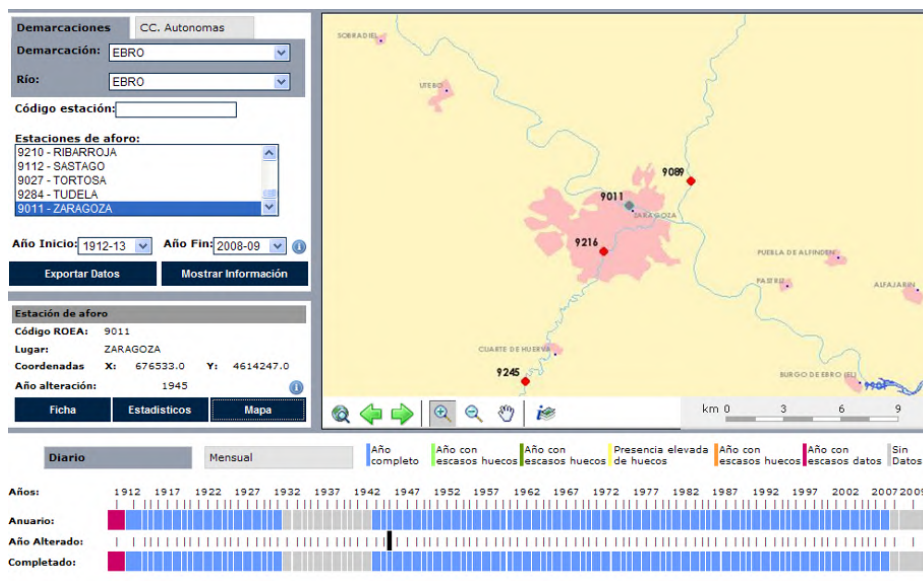 Demarcaciones
CC. Autonomas
Demarcación: EBRO
Río: EBRO
Código estación:
Estaciones de aforo:
9210 - RIBARROJA
9112 - SASTAGO
9027 - TORTOSA
9284 - TUDELA
9011 - ZARAGOZA
Año Inicio: 1912-13 Año Fin: 2008-09
Exportar Datos Mostrar Información
Estación de aforo
Código ROEA: 9011
Lugar: ZARAGOZA
Coordenadas X: 676533.0 Y: 4614247.0
Año alteración: 1945
Ficha Estadisticos Mapa
SOBRADIEL
UTEBO
9089
9011
ZARAGOZA
9216
PUEBLA DE ALFINDEN
PASTRIZ
ALFAJARIN
CUARTE DE HUERVA
9245
BURGO DE EBRO (EL)
km 0 3 6 9
Diario
Mensual
Año completo
Año con escasos huecos
Año con escasos huecos
Presencia elevada de huecos
Año con escasos huecos
Año con escasos datos
Sin Datos
Años: 1912 1917 1922 1927 1932 1937 1942 1947 1952 1957 1962 1967 1972 1977 1982 1987 1992 1997 2002 2007 2009
Anuario:
Año Alterado:
Completado: